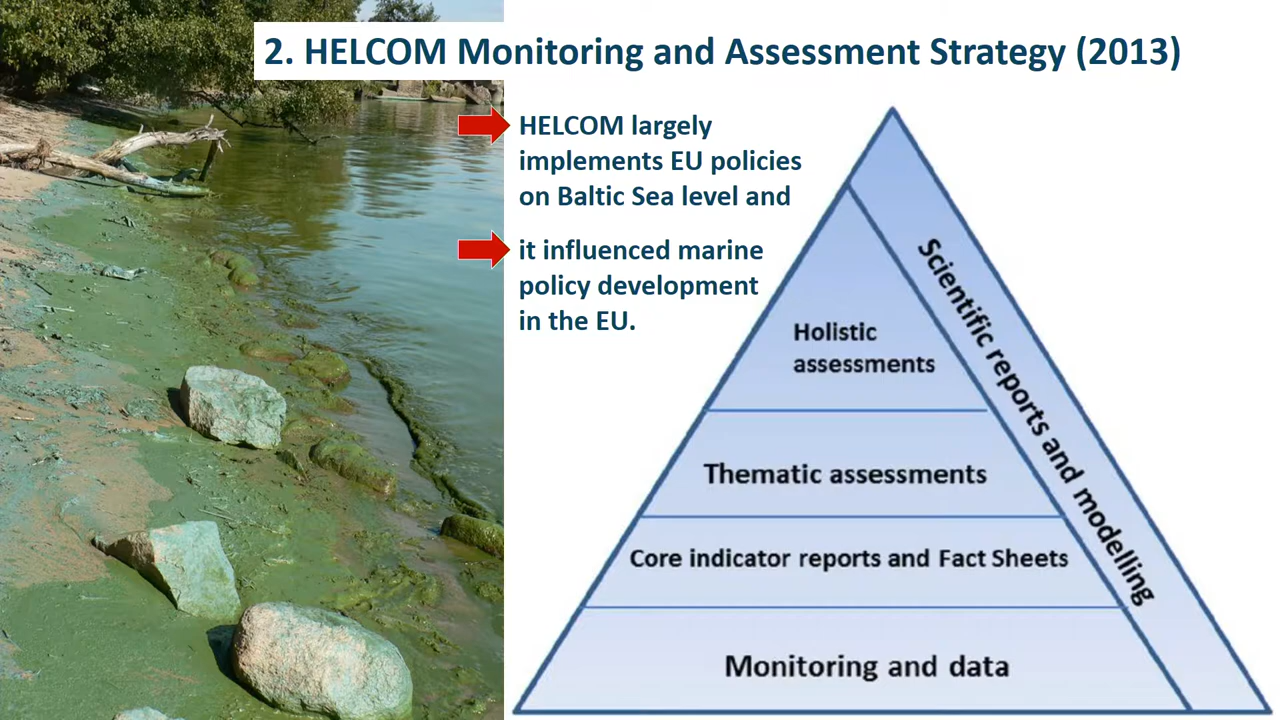 2. HELCOM Monitoring and Assessment Strategy (2013)
HELCOM largely
implements EU policies
on Baltic Sea level and
it influenced marine
policy development
in the EU.
Scientific reports and modelling
Holistic
assessments
Thematic assessments
Core indicator reports and Fact Sheets
Monitoring and data